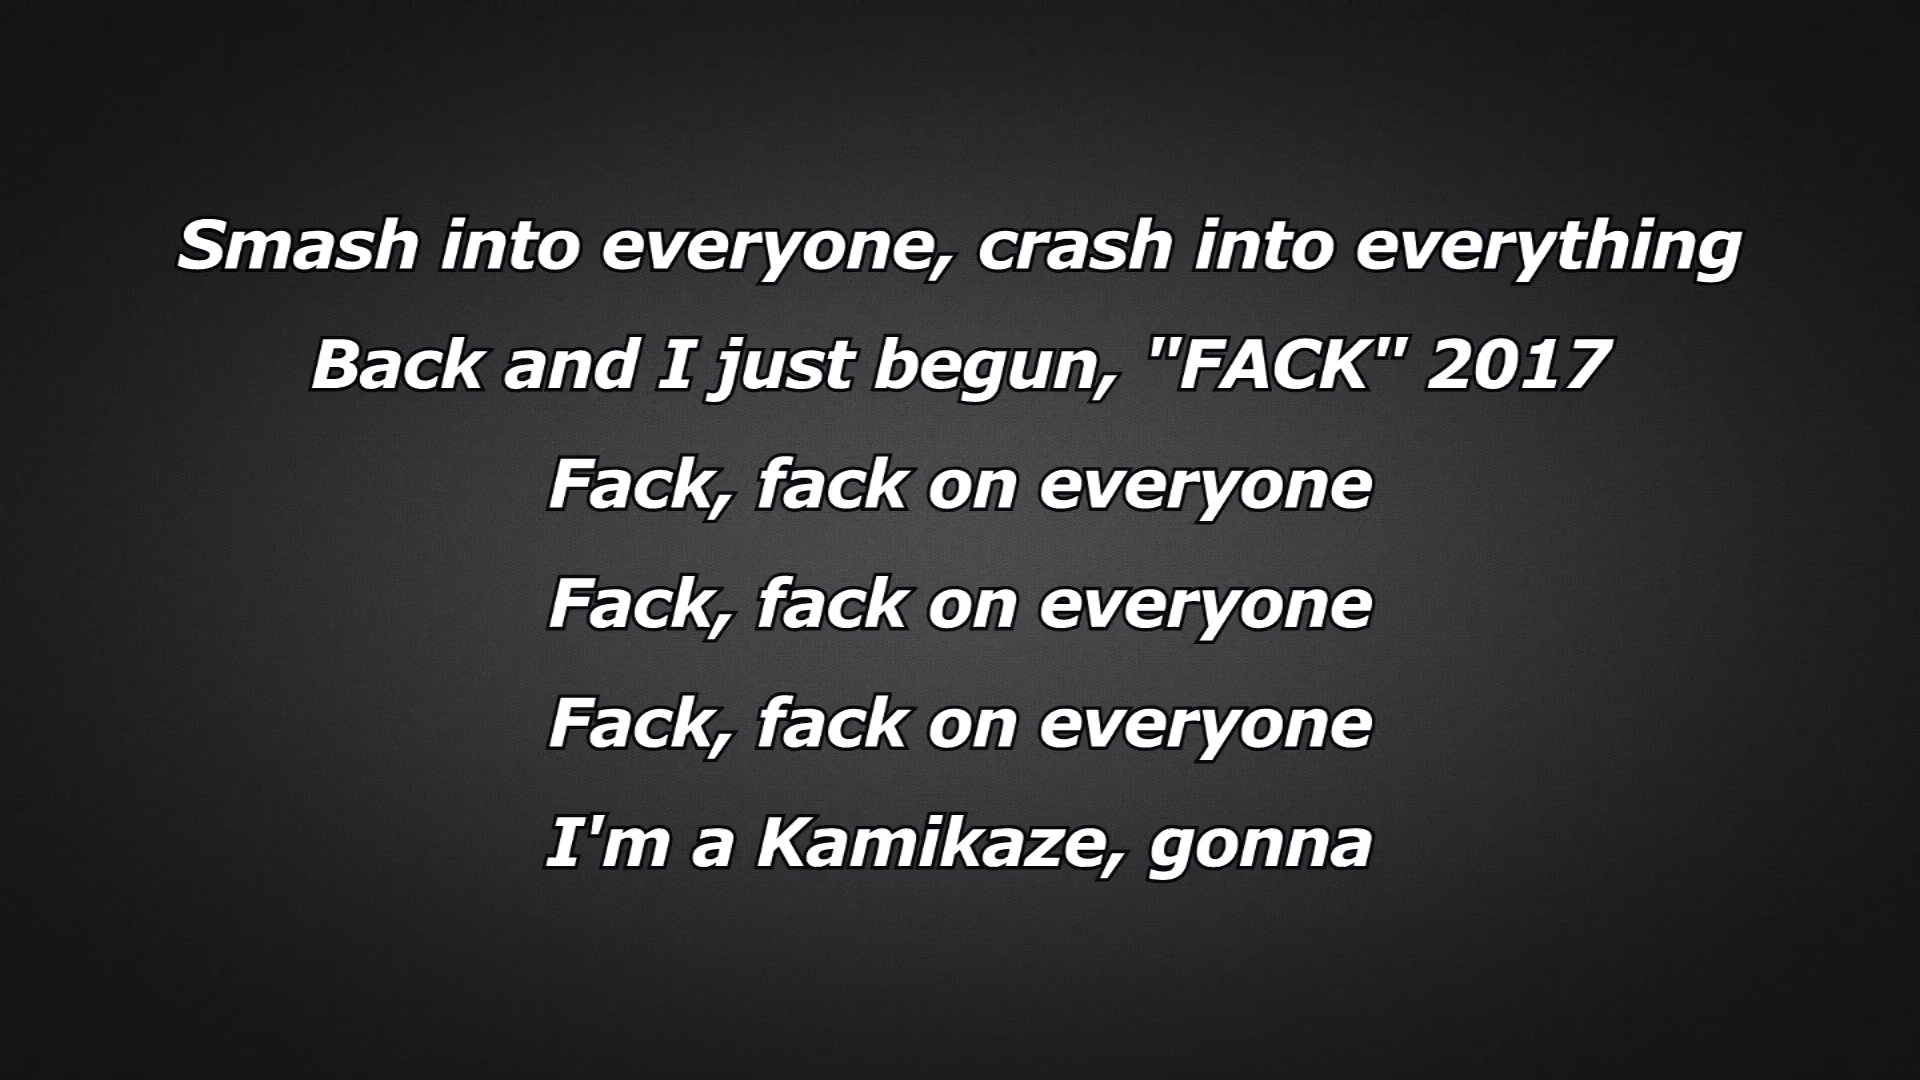 Smash into everyone, crash into everything
Back and I just begun, "FACK" 2017
Fack, fack on everyone
Fack, fack on everyone
Fack, fack on everyone
I'm a Kamikaze, gonna